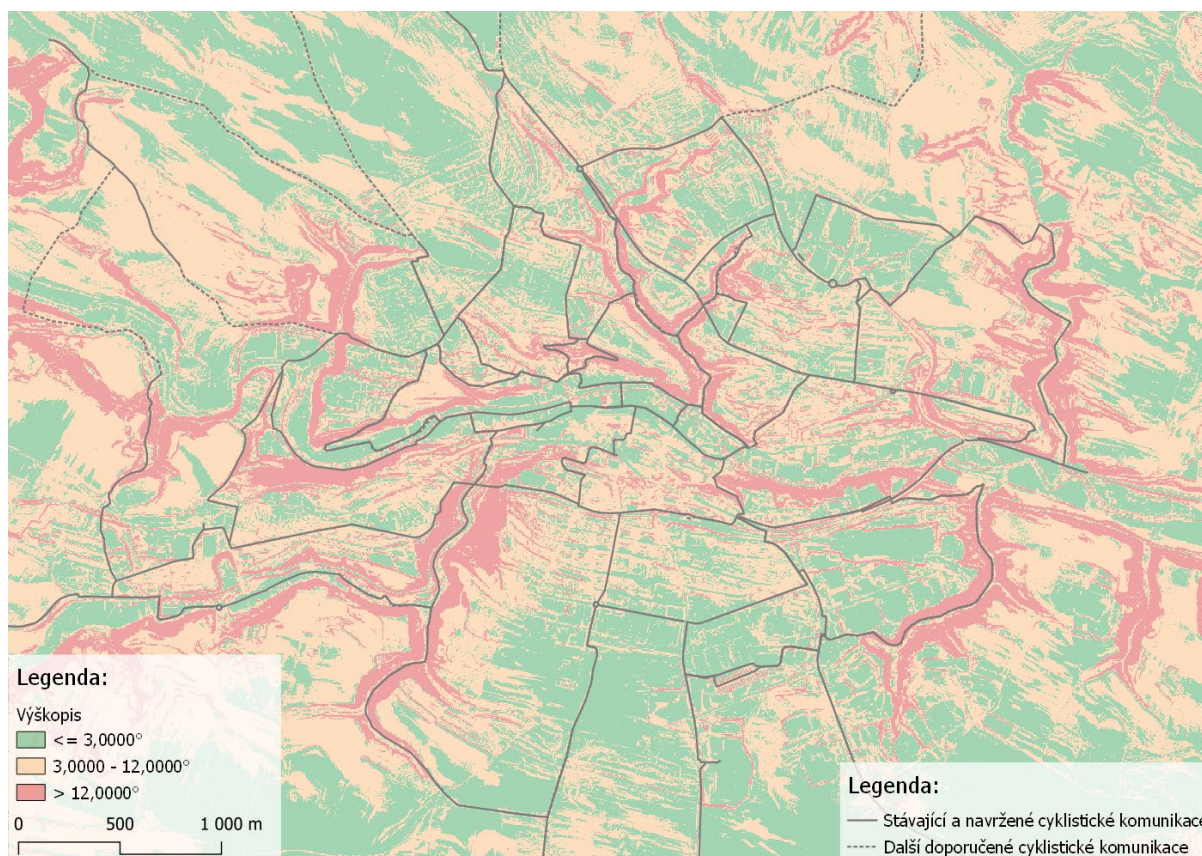 Legenda:
Výškopis
<= 3,0000°
3,0000 - 12,0000°
> 12,0000°
0 500 1 000 m
Legenda:
Stávající a navržené cyklistické komunikace
Další doporučené cyklistické komunikace